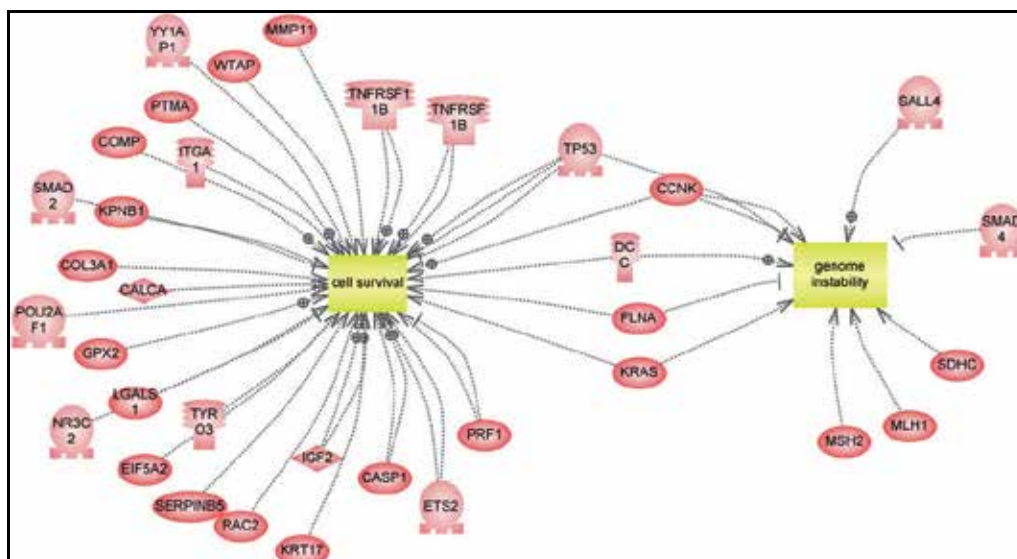 YY1A
P1
MMP11
WTAP
TNFRSF1
1B
TNFRSF
1B
PTMA
COMP
ITGA
1
TP53
SALL4
SMAD
2
KPNB1
CCNK
SMAD
4
COL3A1
CALCA
cell survival
DC
C
genome
instability
POU2A
F1
FLNA
GPX2
KRAS
SDHC
LGALS
1
NR3C
2
TYR
O3
PRF1
MLH1
MSH2
EIF5A2
IGF2
CASP1
ETS2
SERPINB5
RAC2
KRT17